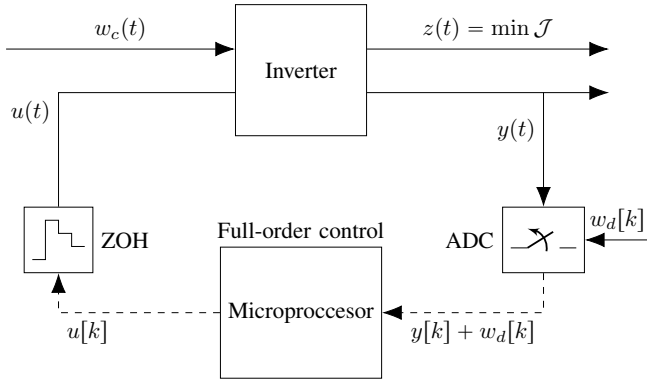 w_c(t)
z(t) = min 𝒥
Inverter
u(t)
y(t)
Full-order control
ZOH
ADC
w_d[k]
Microproccesor
u[k]
y[k] + w_d[k]